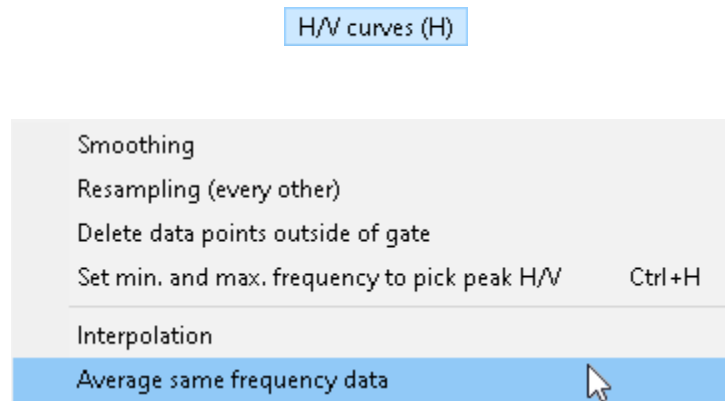 H/V curves (H)
Smoothing
Resampling (every other)
Delete data points outside of gate
Set min. and max. frequency to pick peak H/V Ctrl+H
Interpolation
Average same frequency data